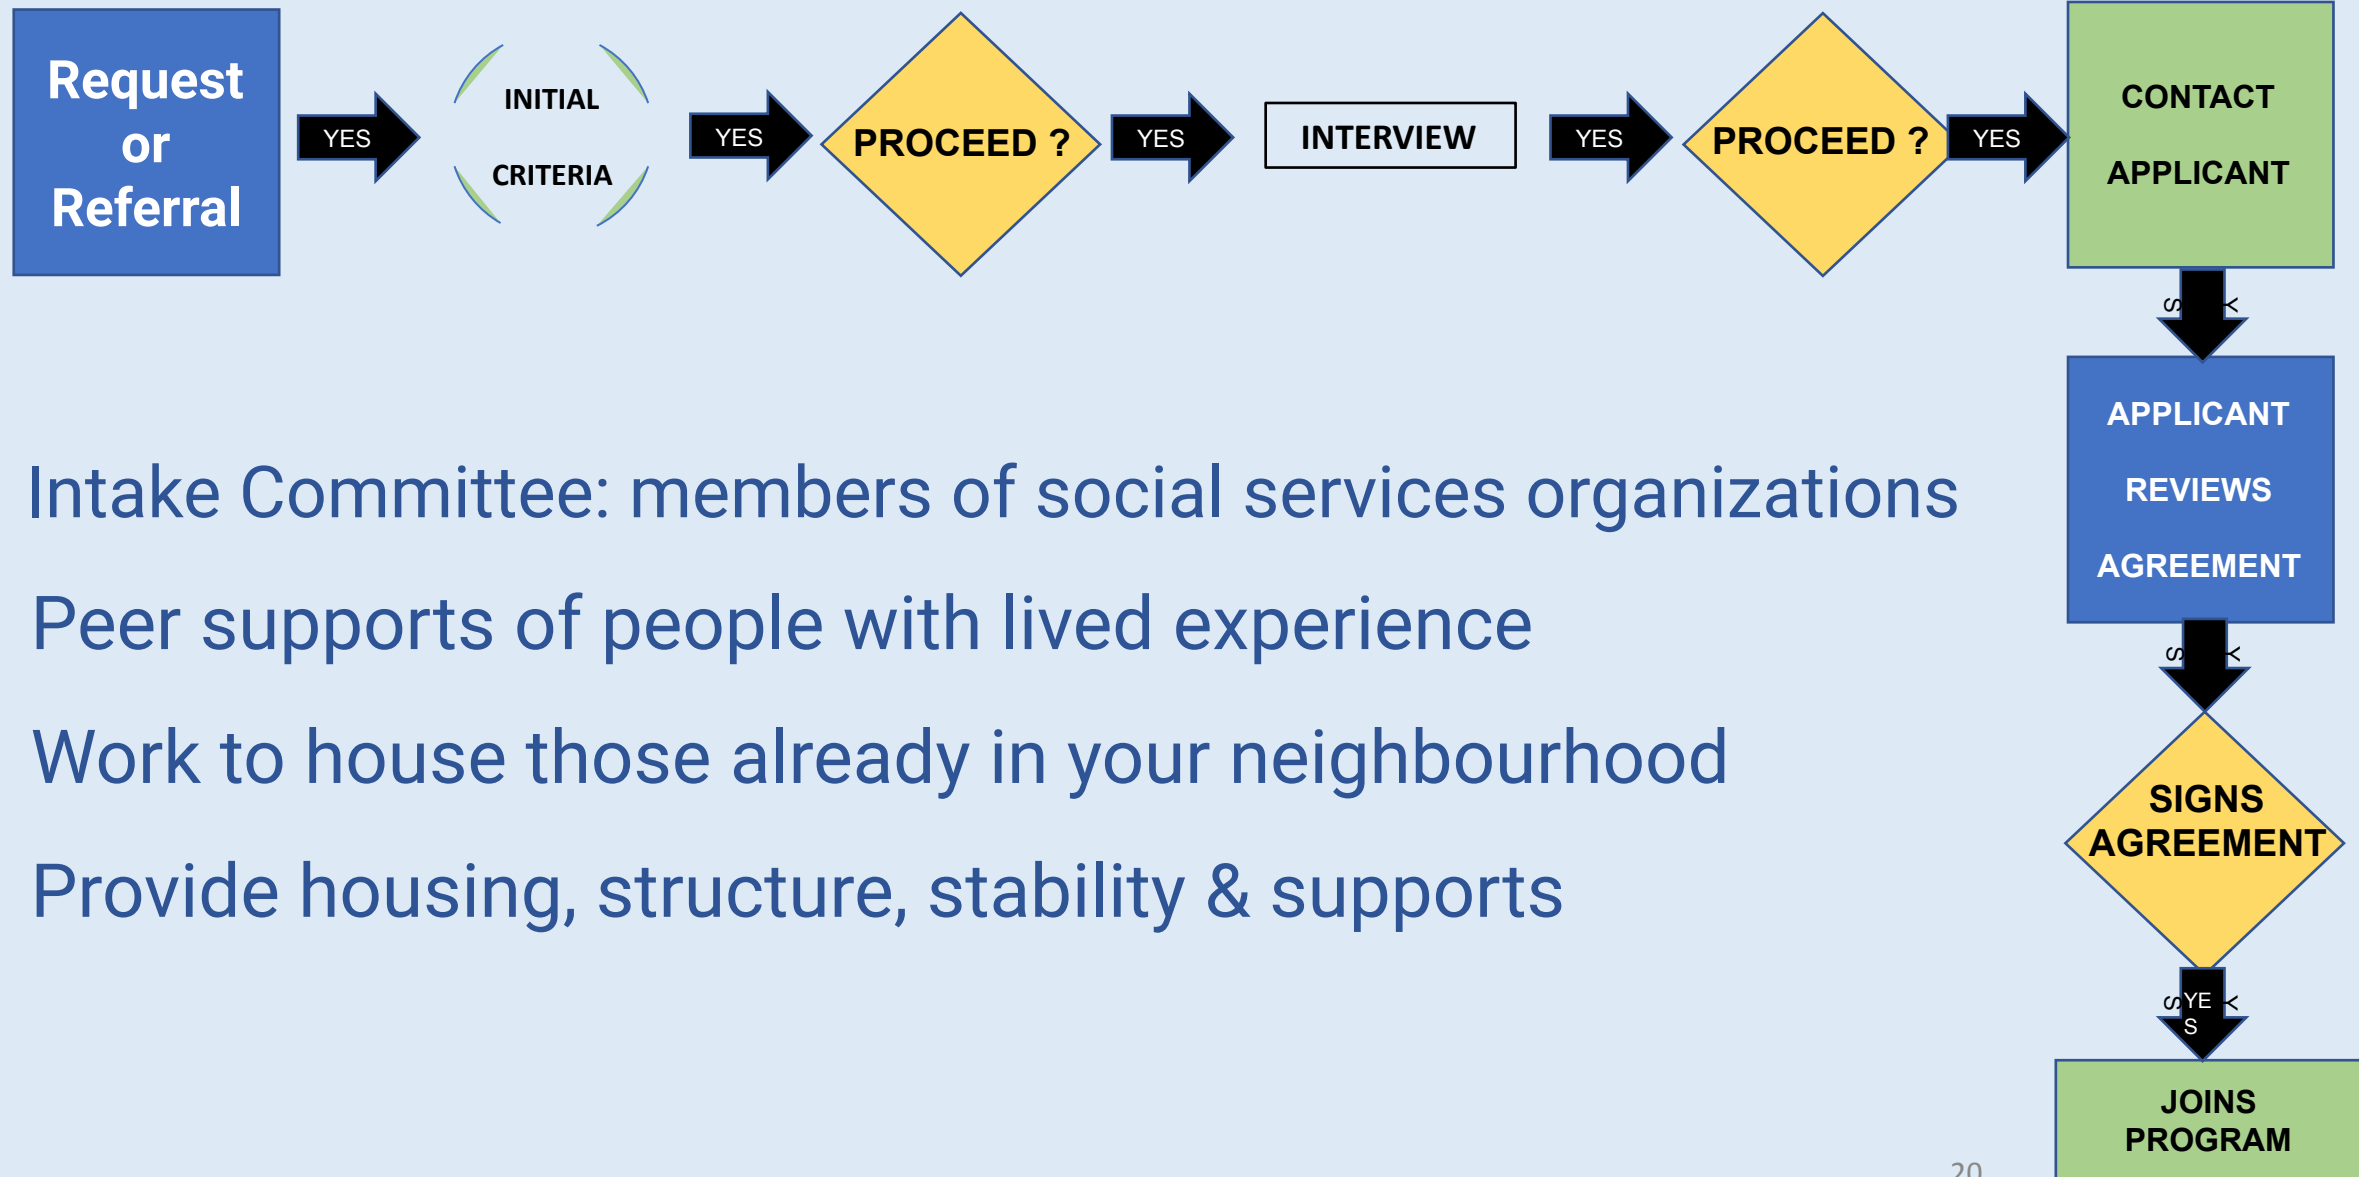 Request
or
Referral
YES
INITIAL
CRITERIA
YES
PROCEED ?
YES
INTERVIEW
YES
PROCEED ?
YES
CONTACT
APPLICANT
Y
S
APPLICANT
REVIEWS
AGREEMENT
Y
S
SIGNS
AGREEMENT
Y
S
YE
S
JOINS
PROGRAM
Intake Committee: members of social services organizations
Peer supports of people with lived experience
Work to house those already in your neighbourhood
Provide housing, structure, stability & supports
20